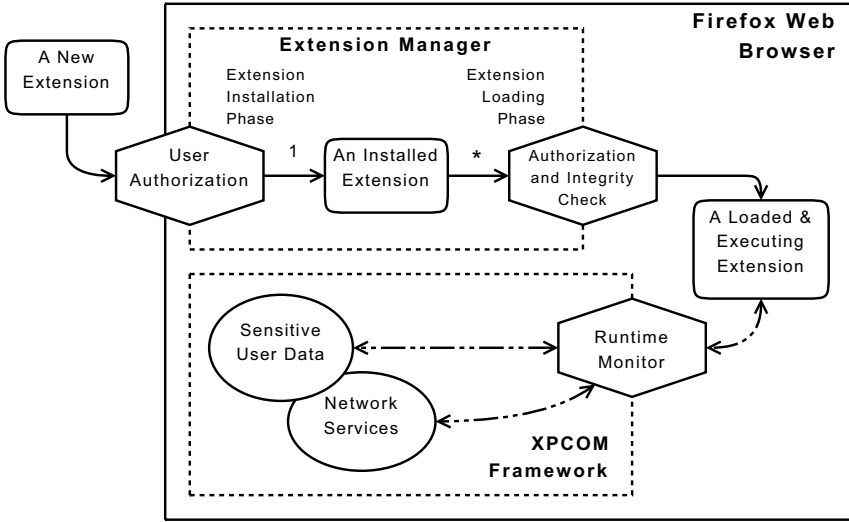 Firefox Web
Browser
Extension Manager
A New
Extension
Extension
Installation
Phase
Extension
Loading
Phase
User
Authorization
1
An Installed
Extension
*
Authorization
and Integrity
Check
A Loaded &
Executing
Extension
Sensitive
User Data
Runtime
Monitor
Network
Services
XPCOM
Framework